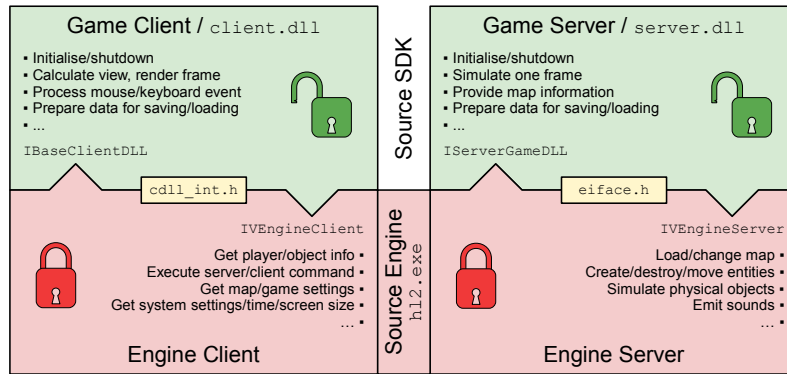 Game Client / client.dll
▪ Initialise/shutdown
▪ Calculate view, render frame
▪ Process mouse/keyboard event
▪ Prepare data for saving/loading
▪ ...
IBaseClientDLL
cdll_int.h
IVEngineClient
Get player/object info ▪
Execute server/client command ▪
Get map/game settings ▪
Get system settings/time/screen size ▪
... ▪
Engine Client
Source SDK
Source Engine
hl2.exe
Game Server / server.dll
▪ Initialise/shutdown
▪ Simulate one frame
▪ Provide map information
▪ Prepare data for saving/loading
▪ ...
IServerGameDLL
eiface.h
IVEngineServer
Load/change map ▪
Create/destroy/move entities ▪
Simulate physical objects ▪
Emit sounds ▪
... ▪
Engine Server